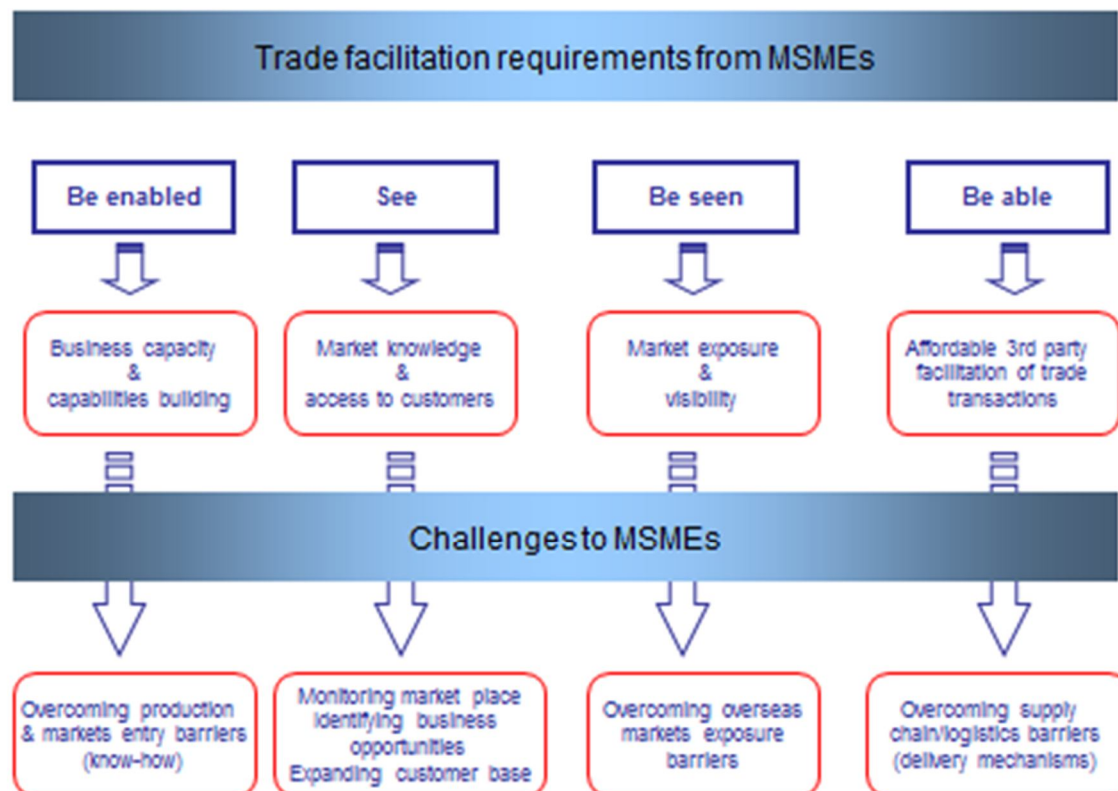 Trade facilitation requirements from MSMEs
Be enabled
See
Be seen
Be able
Business capacity
&
capabilities building
Market knowledge
&
access to customers
Market exposure
&
visibility
Affordable 3rd party
facilitation of trade
transactions
Challenges to MSMEs
Overcoming production
& markets entry barriers
(know-how)
Monitoring market place
Identifying business
opportunities
Expanding customer base
Overcoming overseas
markets exposure
barriers
Overcoming supply
chain/logistics barriers
(delivery mechanisms)